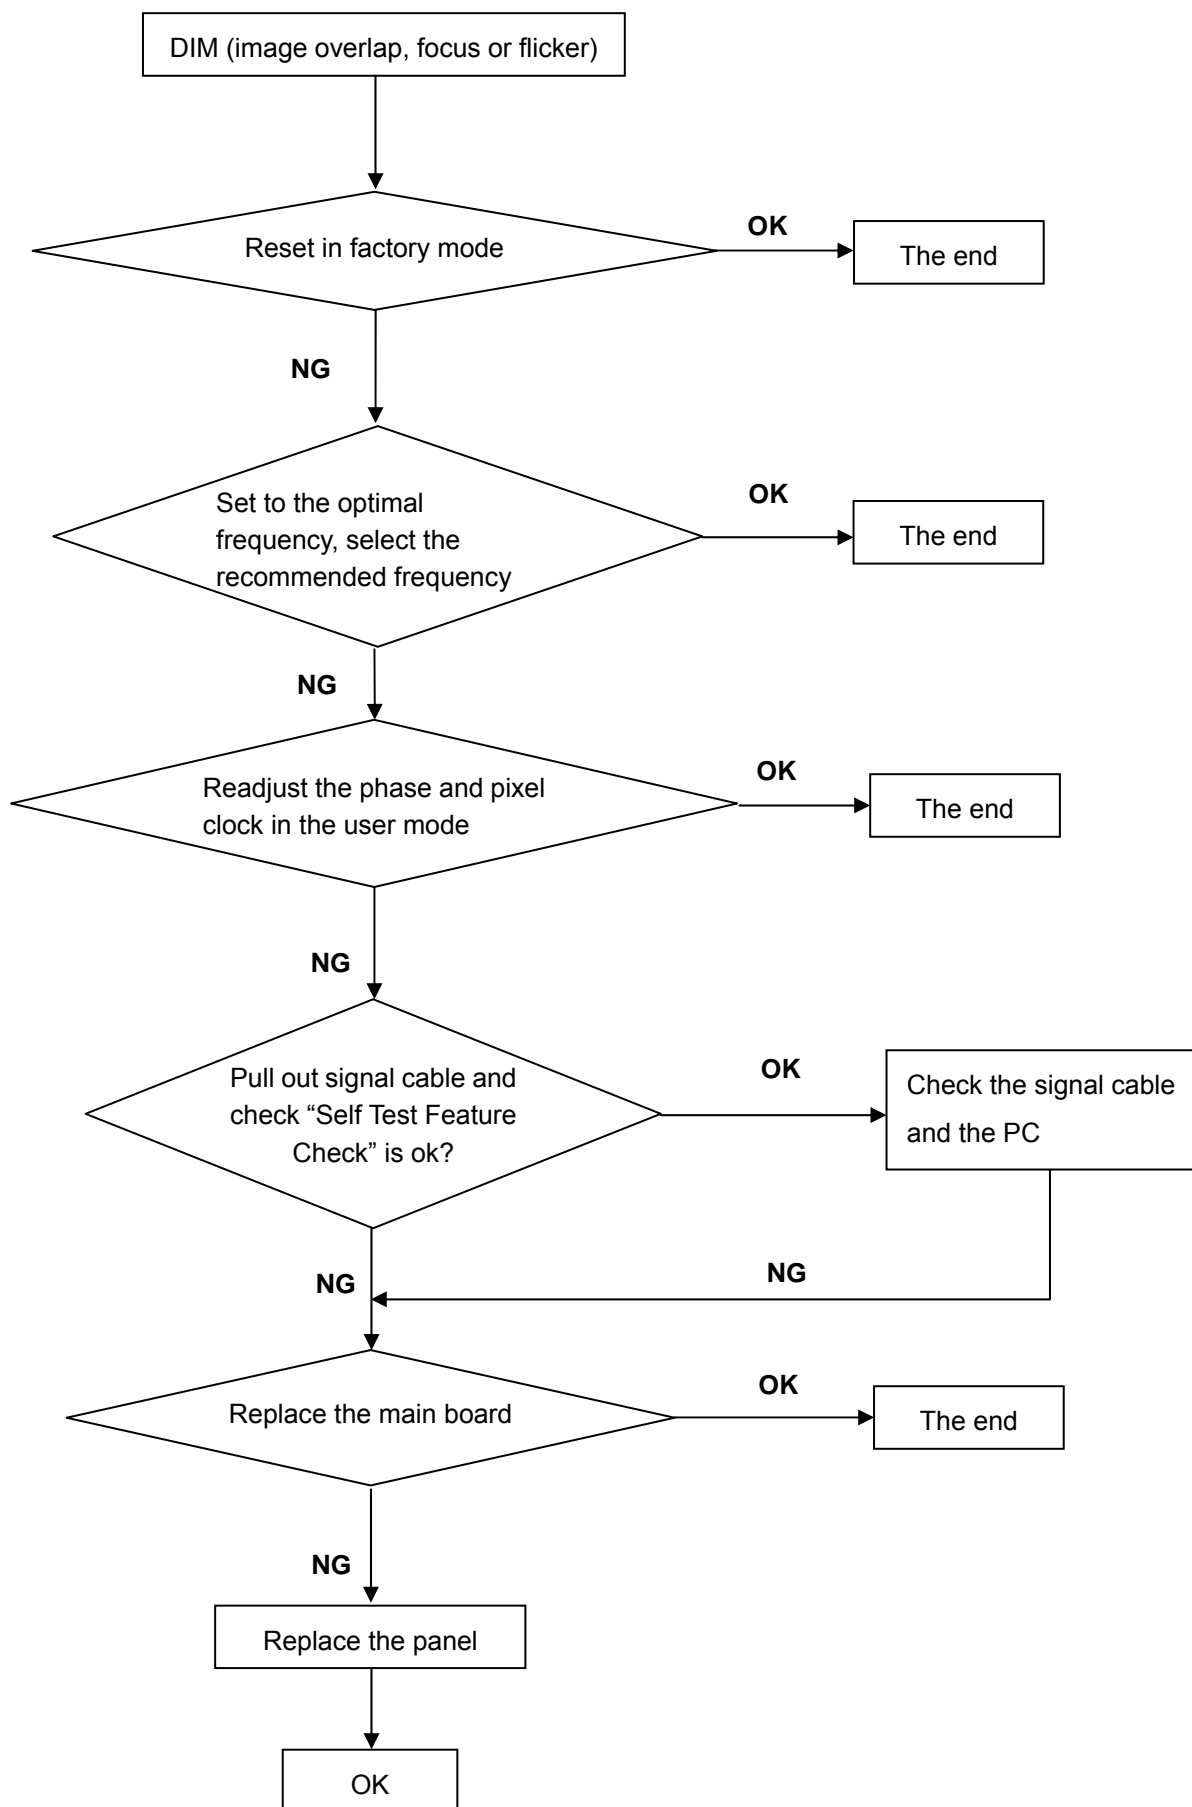 DIM (image overlap, focus or flicker)
Reset in factory mode
OK
The end
NG
Set to the optimal
frequency, select the
recommended frequency
OK
The end
NG
Readjust the phase and pixel
clock in the user mode
OK
The end
NG
Pull out signal cable and
check “Self Test Feature
Check” is ok?
OK
Check the signal cable
and the PC
NG
NG
Replace the main board
OK
The end
NG
Replace the panel
OK